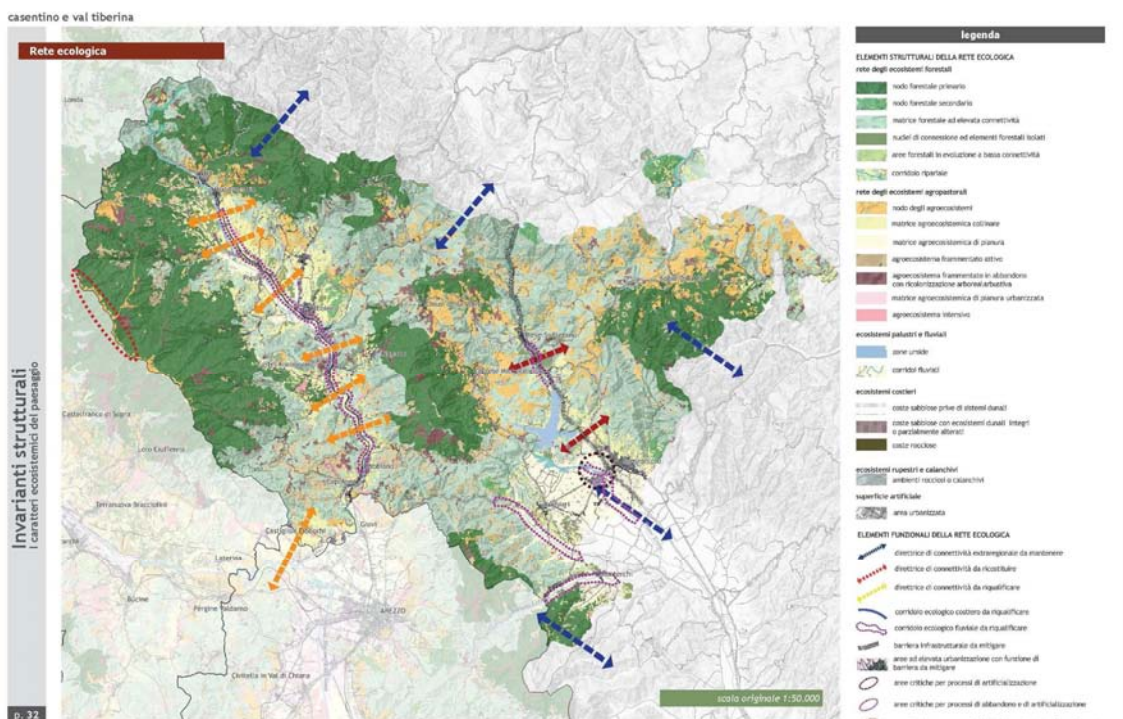 casentino e val tiberina
Rete ecologica
Invarianti strutturali
I caratteri ecosistemici del paesaggio
p. 32
Londa
Castelfranco di Sopra
Loro Ciuffenna
Terranuova Bracciolini
Laterina
Bucine
Pergine Valdarno
Civitella in Val di Chiana
AREZZO
Giovi
Castiglion Fibocchi
scala originale 1:50.000
legenda
ELEMENTI STRUTTURALI DELLA RETE ECOLOGICA
rete degli ecosistemi forestali
nodo forestale primario
nodo forestale secondario
matrice forestale ad elevata connettività
nuclei di connessione ed elementi forestali isolati
aree forestali in evoluzione a bassa connettività
corridoio ripariale
rete degli ecosistemi agropastorali
nodo degli agroecosistemi
matrice agroecosistemica collinare
matrice agroecosistemica di pianura
agroecosistema frammentato attivo
agroecosistema frammentato in abbandono
con ricolonizzazione arborea/arbustiva
matrice agroecosistemica di pianura urbanizzata
agroecosistema intensivo
ecosistemi palustri e fluviali
zone umide
corridoi fluviali
ecosistemi costieri
coste sabbiose prive di sistemi dunali
coste sabbiose con ecosistemi dunali integri
o parzialmente alterati
coste rocciose
ecosistemi rupestri e calanchivi
ambienti rocciosi o calanchivi
superficie artificiale
area urbanizzata
ELEMENTI FUNZIONALI DELLA RETE ECOLOGICA
direttrice di connettività extraregionale da mantenere
direttrice di connettività da ricostituire
direttrice di connettività da riqualificare
corridoio ecologico costiero da riqualificare
corridoio ecologico fluviale da riqualificare
barriera infrastrutturale da mitigare
aree ad elevata urbanizzazione con funzione di
barriera da mitigare
aree critiche per processi di artificializzazione
aree critiche per processi di abbandono e di artificializzazione